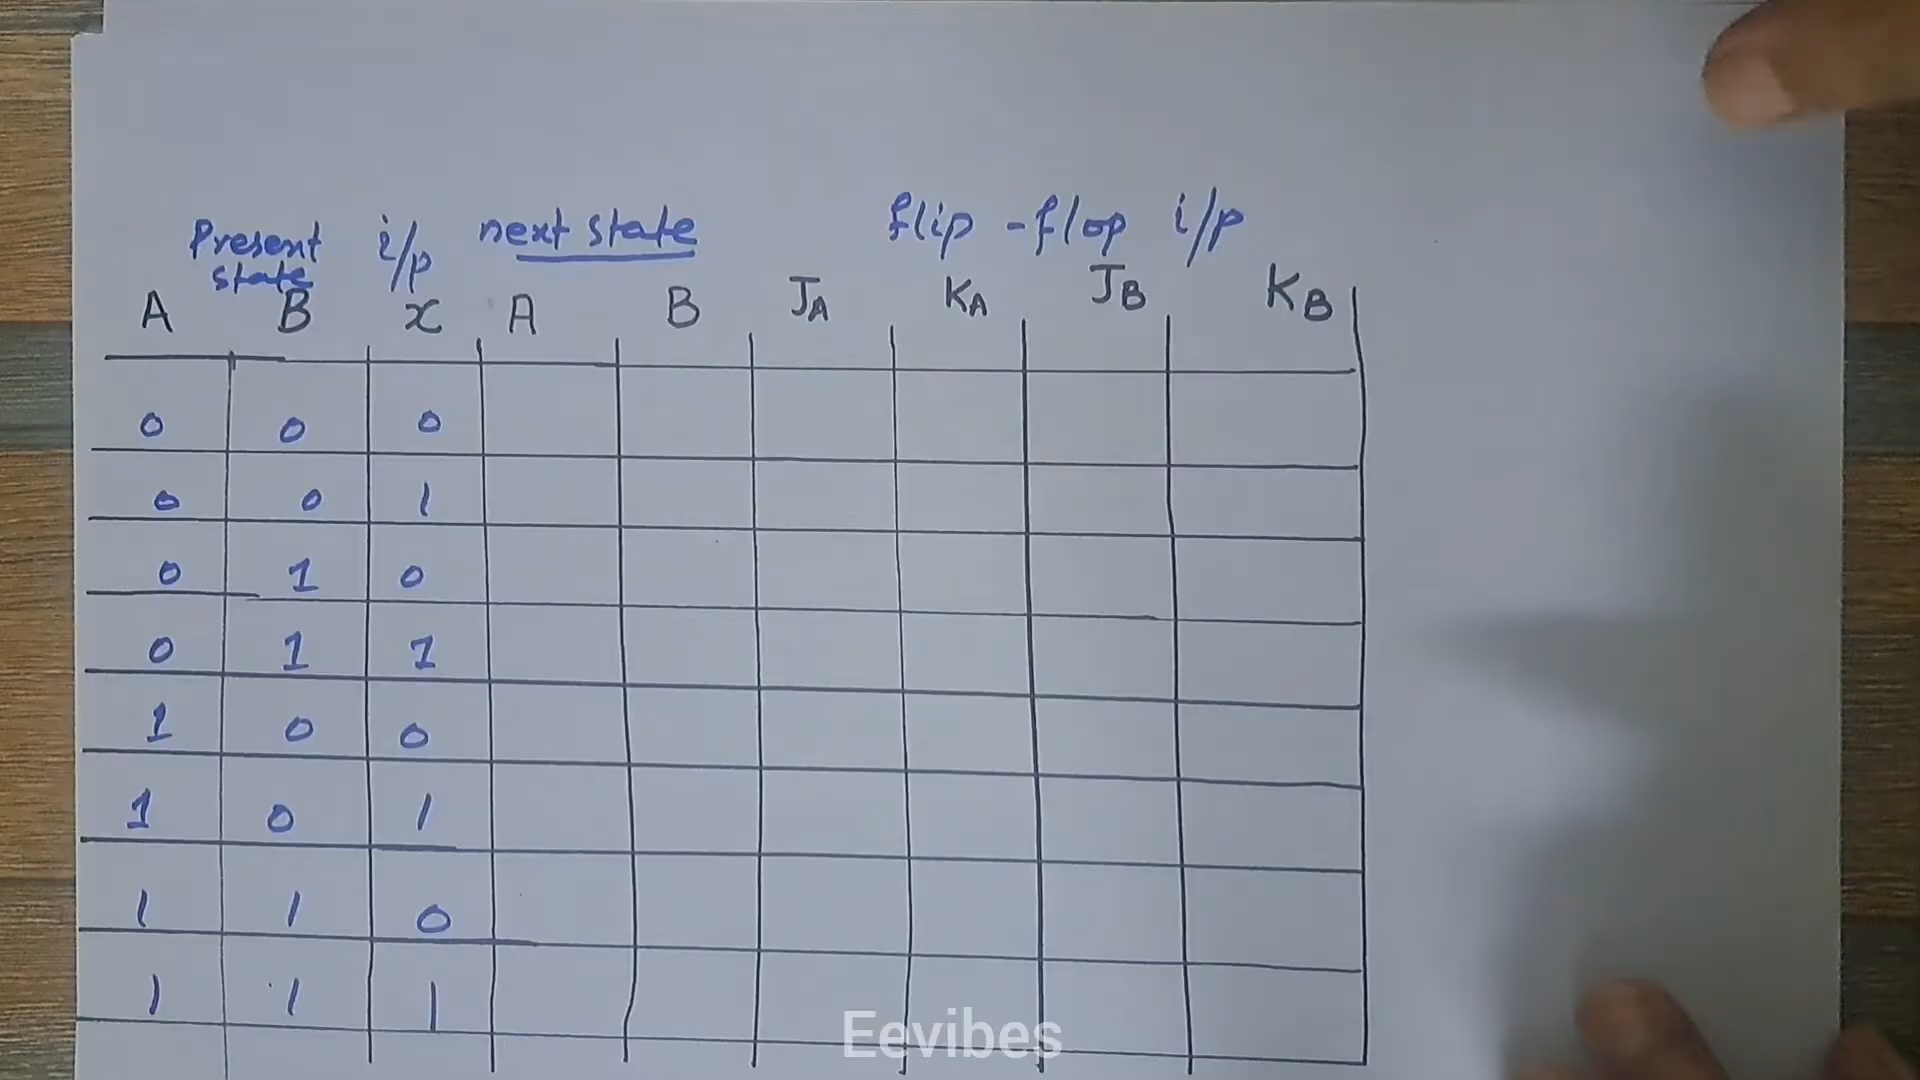 Present state i/p next state flip-flop i/p
A B x A B JA KA JB KB
0 0 0
0 0 1
0 1 0
0 1 1
1 0 0
1 0 1
1 1 0
1 1 1
Eevibes